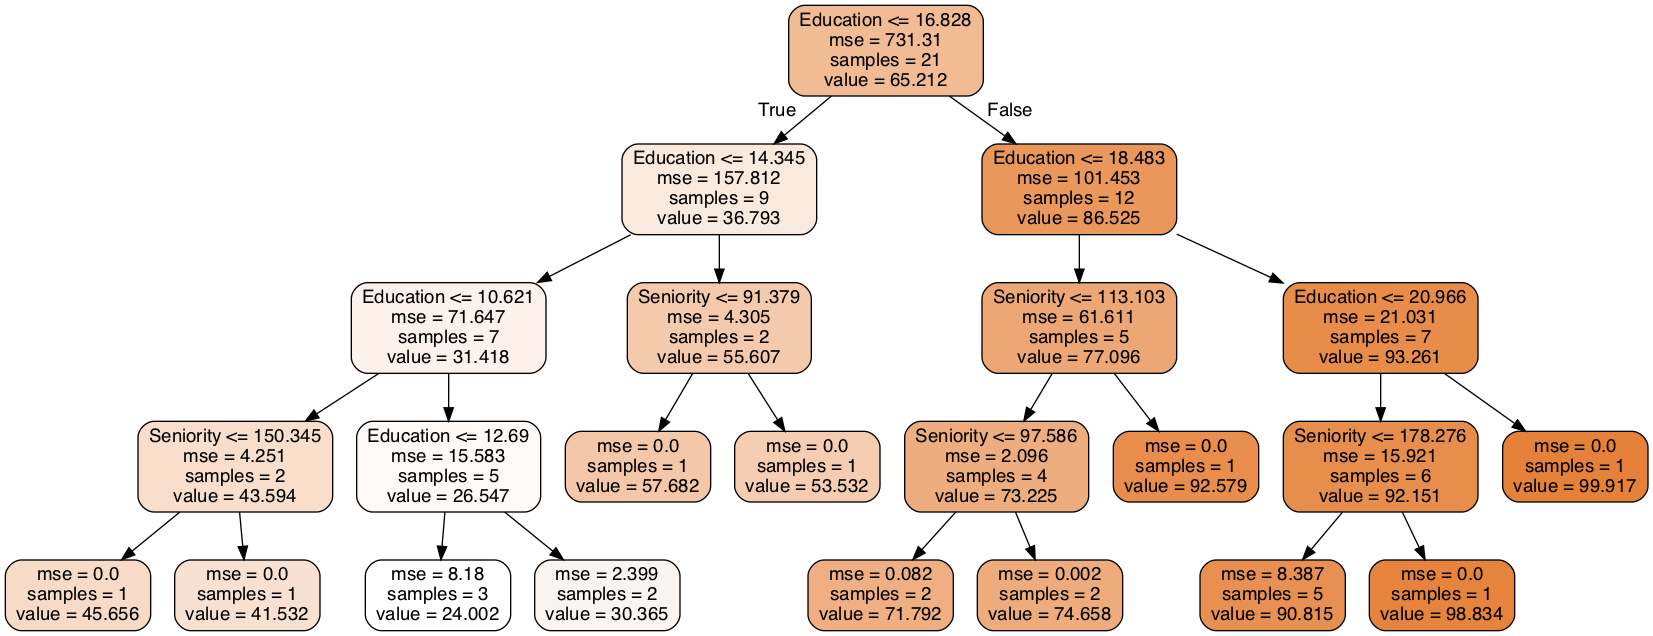 Education <= 16.828
mse = 731.31
samples = 21
value = 65.212
True
False
Education <= 14.345
mse = 157.812
samples = 9
value = 36.793
Education <= 18.483
mse = 101.453
samples = 12
value = 86.525
Education <= 10.621
mse = 71.647
samples = 7
value = 31.418
Seniority <= 91.379
mse = 4.305
samples = 2
value = 55.607
Seniority <= 113.103
mse = 61.611
samples = 5
value = 77.096
Education <= 20.966
mse = 21.031
samples = 7
value = 93.261
Seniority <= 150.345
mse = 4.251
samples = 2
value = 43.594
Education <= 12.69
mse = 15.583
samples = 5
value = 26.547
mse = 0.0
samples = 1
value = 57.682
mse = 0.0
samples = 1
value = 53.532
Seniority <= 97.586
mse = 2.096
samples = 4
value = 73.225
mse = 0.0
samples = 1
value = 92.579
Seniority <= 178.276
mse = 15.921
samples = 6
value = 92.151
mse = 0.0
samples = 1
value = 99.917
mse = 0.0
samples = 1
value = 45.656
mse = 0.0
samples = 1
value = 41.532
mse = 8.18
samples = 3
value = 24.002
mse = 2.399
samples = 2
value = 30.365
mse = 0.082
samples = 2
value = 71.792
mse = 0.002
samples = 2
value = 74.658
mse = 8.387
samples = 5
value = 90.815
mse = 0.0
samples = 1
value = 98.834